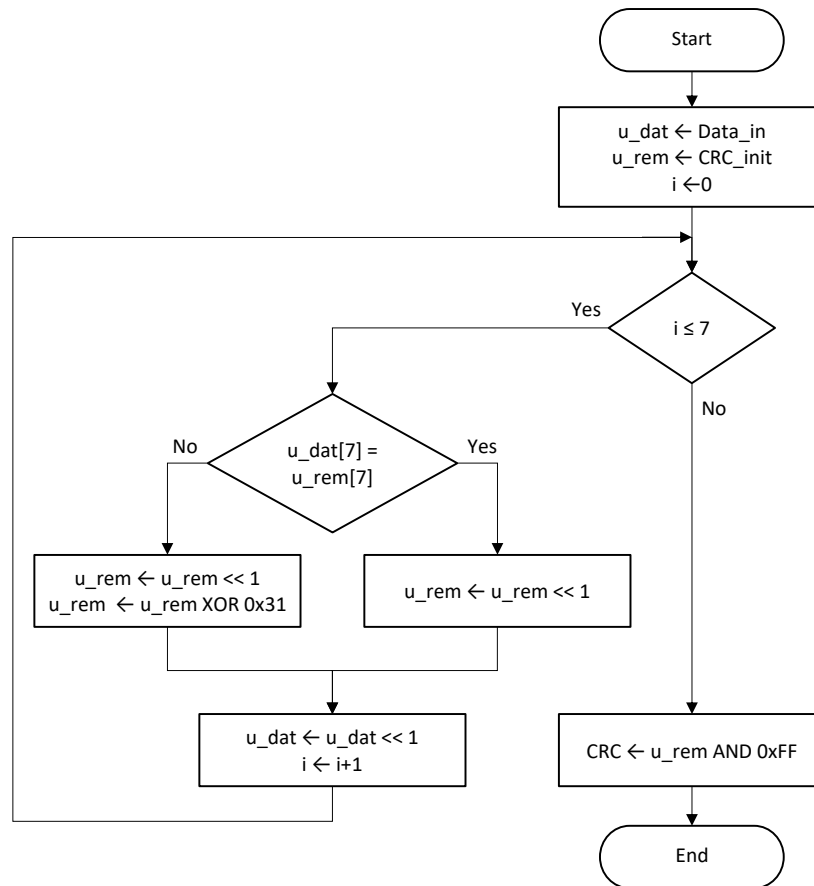 Start
u_dat ← Data_in
u_rem ← CRC_init
i ←0
i ≤ 7
Yes
No
u_dat[7] =
u_rem[7]
No
Yes
u_rem ← u_rem << 1
u_rem ← u_rem XOR 0x31
u_rem ← u_rem << 1
u_dat ← u_dat << 1
i ← i+1
CRC ← u_rem AND 0xFF
End